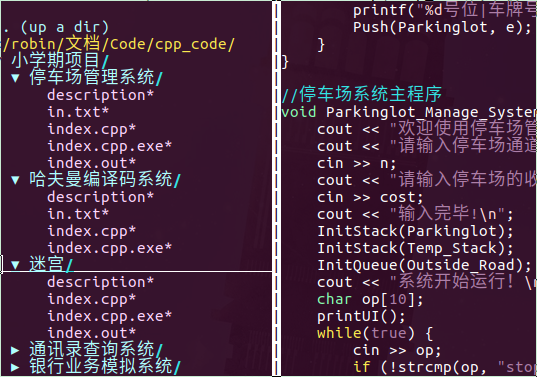 . (up a dir)
/robin/文档/Code/cpp_code/
小学期项目/
▼ 停车场管理系统/
description*
in.txt*
index.cpp*
index.cpp.exe*
index.out*
▼ 哈夫曼编译码系统/
description*
in.txt*
index.cpp*
index.cpp.exe*
▼ 迷宫/
description*
index.cpp*
index.cpp.exe*
index.out*
▶ 通讯录查询系统/
▶ 银行业务模拟系统/
printf("%d号位|车牌号
Push(Parkinglot, e);
}
}
//停车场系统主程序
void Parkinglot_Manage_System
cout << "欢迎使用停车场管
cout << "请输入停车场通道
cin >> n;
cout << "请输入停车场的收
cin >> cost;
cout << "输入完毕!\n";
InitStack(Parkinglot);
InitStack(Temp_Stack);
InitQueue(Outside_Road);
cout << "系统开始运行! \
char op[10];
printUI();
while(true) {
cin >> op;
if (!strcmp(op, "stop